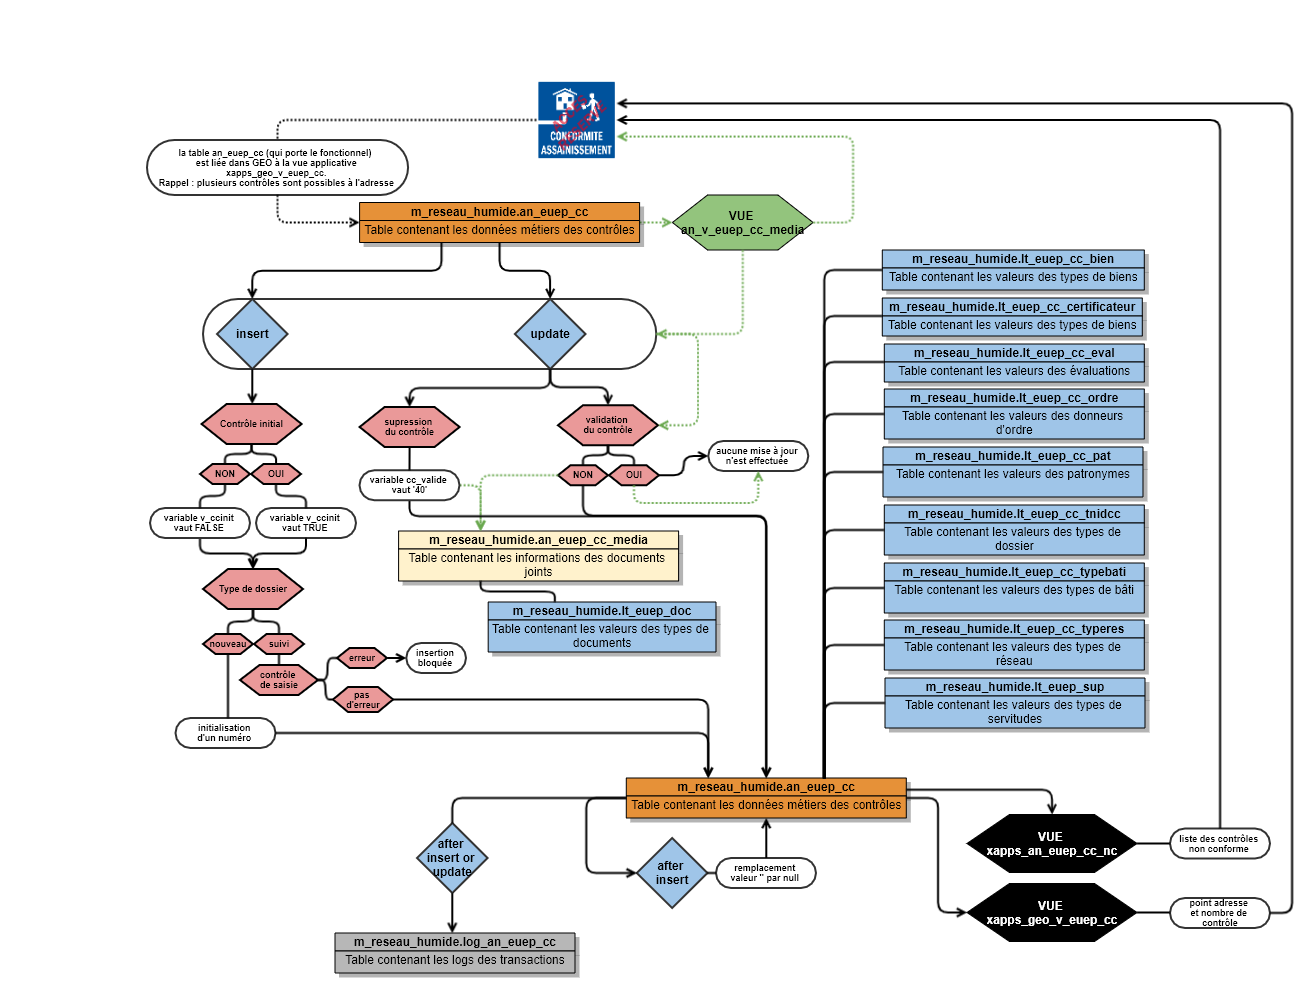 CONFORMITE
ASSAINISSEMENT
la table an_euep_cc (qui porte le fonctionnel)
est liée dans GEO à la vue applicative
xapps_geo_v_euep_cc.
Rappel : plusieurs contrôles sont possibles à l'adresse
m_reseau_humide.an_euep_cc
Table contenant les données métiers des contrôles
VUE
an_v_euep_cc_media
insert
update
Contrôle initial
NON
OUI
variable v_ccinit
vaut FALSE
variable v_ccinit
vaut TRUE
Type de dossier
nouveau
suivi
contrôle
de saisie
erreur
insertion
bloquée
pas
d'erreur
initialisation
d'un numéro
supression
du contrôle
variable cc_valide
vaut '40'
validation
du contrôle
NON
OUI
aucune mise à jour
n'est effectuée
m_reseau_humide.an_euep_cc_media
Table contenant les informations des documents
joints
m_reseau_humide.lt_euep_doc
Table contenant les valeurs des types de
documents
m_reseau_humide.lt_euep_cc_bien
Table contenant les valeurs des types de biens
m_reseau_humide.lt_euep_cc_certificateur
Table contenant les valeurs des types de biens
m_reseau_humide.lt_euep_cc_eval
Table contenant les valeurs des évaluations
m_reseau_humide.lt_euep_cc_ordre
Table contenant les valeurs des donneurs
d'ordre
m_reseau_humide.lt_euep_cc_pat
Table contenant les valeurs des patronymes
m_reseau_humide.lt_euep_cc_tnidcc
Table contenant les valeurs des types de
dossier
m_reseau_humide.lt_euep_cc_typebati
Table contenant les valeurs des types de bâti
m_reseau_humide.lt_euep_cc_typeres
Table contenant les valeurs des types de
réseau
m_reseau_humide.lt_euep_sup
Table contenant les valeurs des types de
servitudes
m_reseau_humide.an_euep_cc
Table contenant les données métiers des contrôles
after
insert or
update
after
insert
remplacement
valeur '' par null
VUE
xapps_an_euep_cc_nc
liste des contrôles
non conforme
VUE
xapps_geo_v_euep_cc
point adresse
et nombre de
contrôle
m_reseau_humide.log_an_euep_cc
Table contenant les logs des transactions